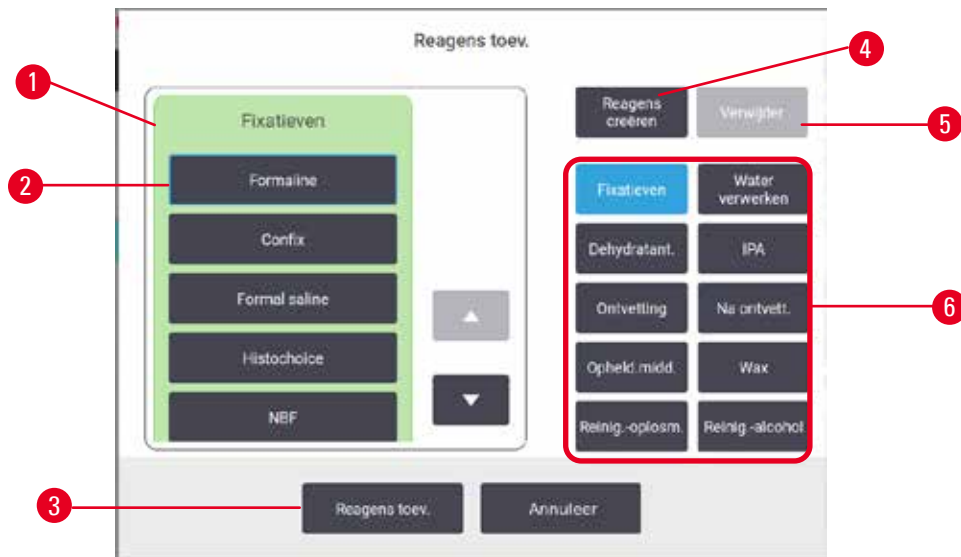 Reagens toev.
4
1
Reagens
creëren
Verwijder
5
Fixatieven
2
Formaline
Confix
Formal saline
Histochoice
NBF
Fixatieven
Water
verwerken
Dehydratant.
IPA
Ontvetting
Na ontvett.
6
Opheld.midd.
Wax
Reinig.-oplosm.
Reinig.-alcohol
3
Reagens toev.
Annuleer